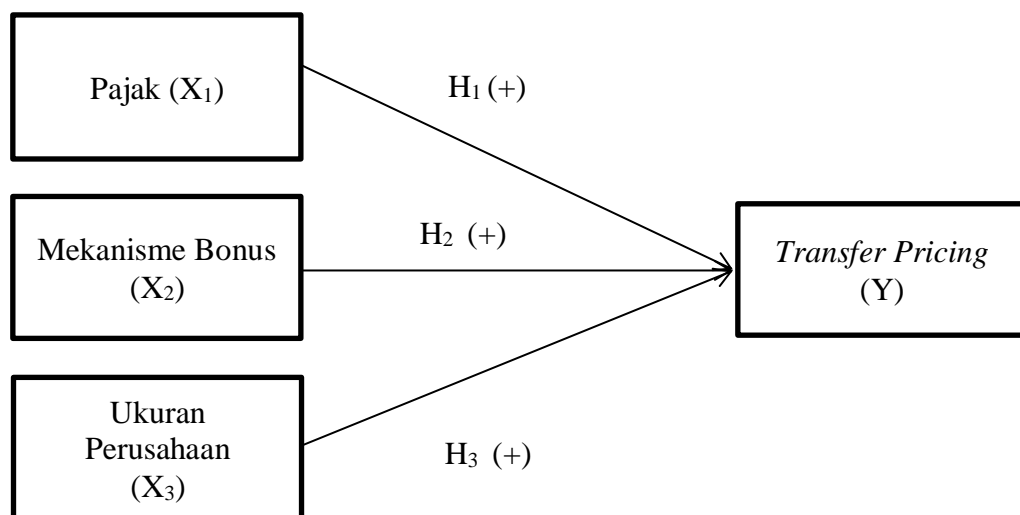 Pajak (X₁)
H₁ (+)
Mekanisme Bonus
(X₂)
H₂ (+)
Transfer Pricing
(Y)
Ukuran
Perusahaan
(X₃)
H₃ (+)